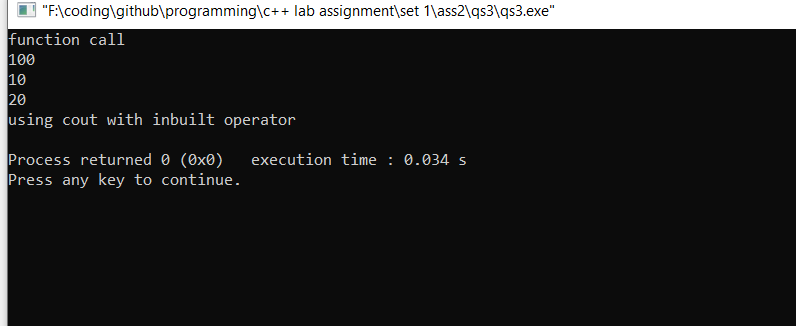 "F:\coding\github\programming\c++ lab assignment\set 1\ass2\qs3\qs3.exe"
function call
100
10
20
using cout with inbuilt operator
Process returned 0 (0x0)   execution time : 0.034 s
Press any key to continue.